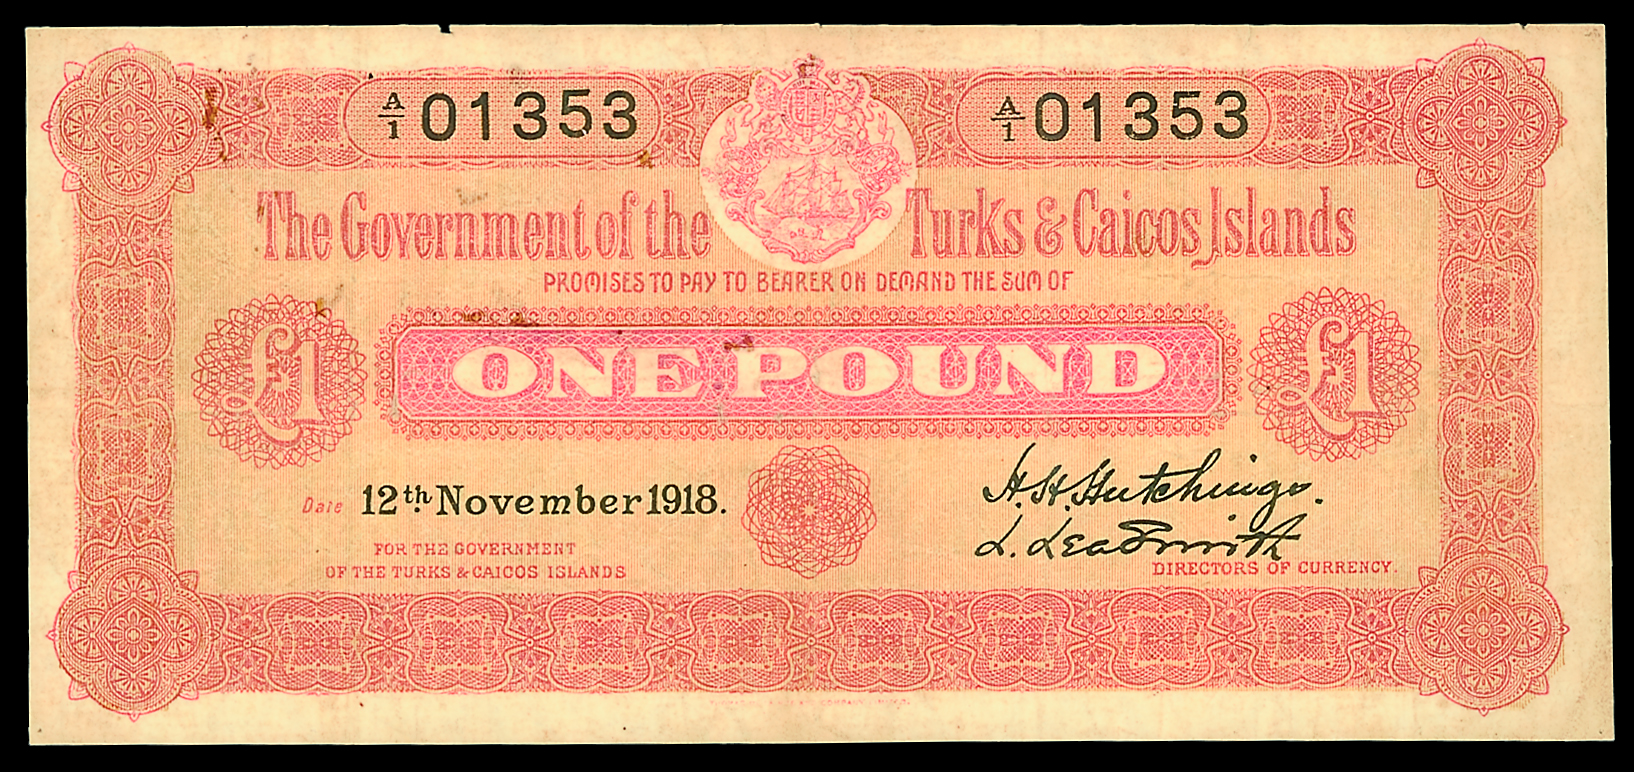 A/1 01353 A/1 01353
The Government of the Turks & Caicos Islands
PROMISES TO PAY TO BEARER ON DEMAND THE SUM OF
£1 ONE POUND £1
Date 12th November 1918.
H. H. Hutchings.
L. Leadsmith
FOR THE GOVERNMENT
OF THE TURKS & CAICOS ISLANDS
DIRECTORS OF CURRENCY.